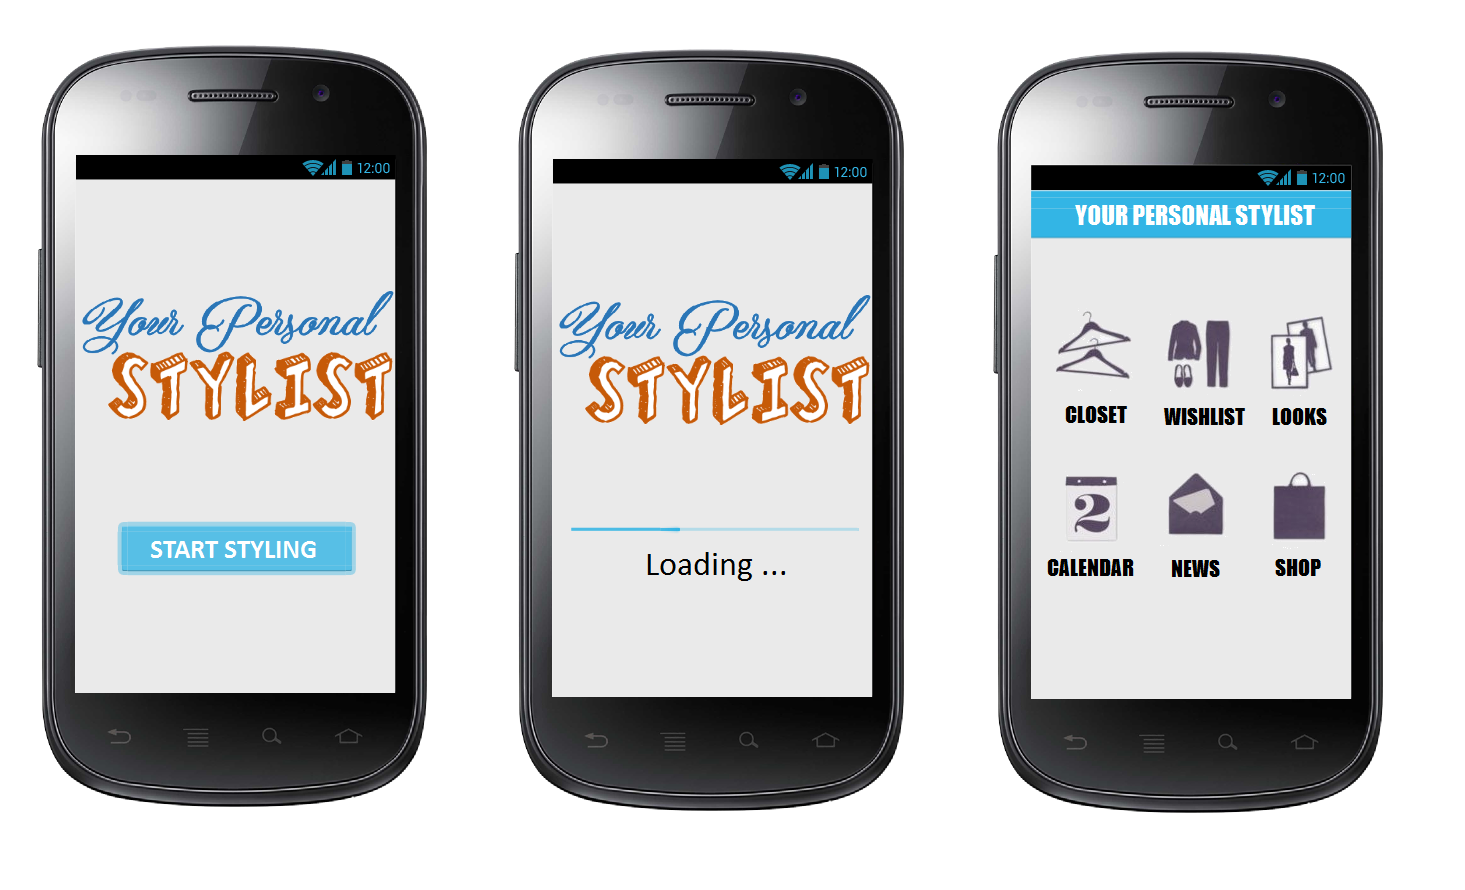 12:00
Your Personal
STYLIST
START STYLING
12:00
Your Personal
STYLIST
Loading ...
12:00
YOUR PERSONAL STYLIST
CLOSET WISHLIST LOOKS
2
CALENDAR NEWS SHOP